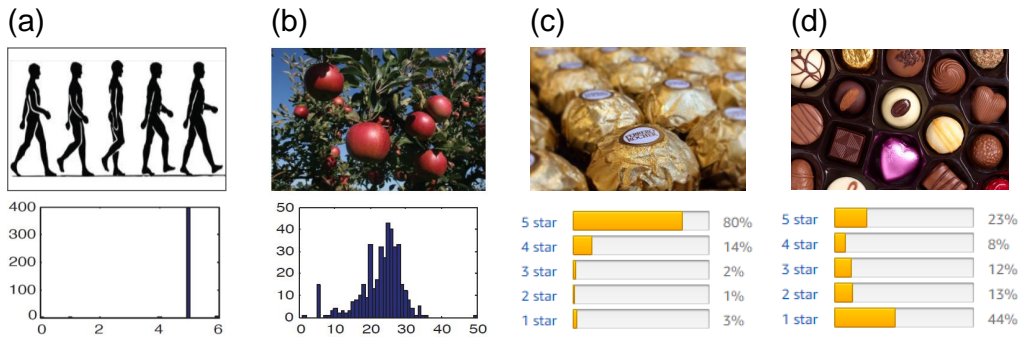 (a)
(b)
(c)
(d)
FERRERO
ROCHER
400
300
200
100
0
0
2
4
6
50
40
30
20
10
0
0
10
20
30
40
50
5 star 80%
4 star 14%
3 star 2%
2 star 1%
1 star 3%
5 star 23%
4 star 8%
3 star 12%
2 star 13%
1 star 44%